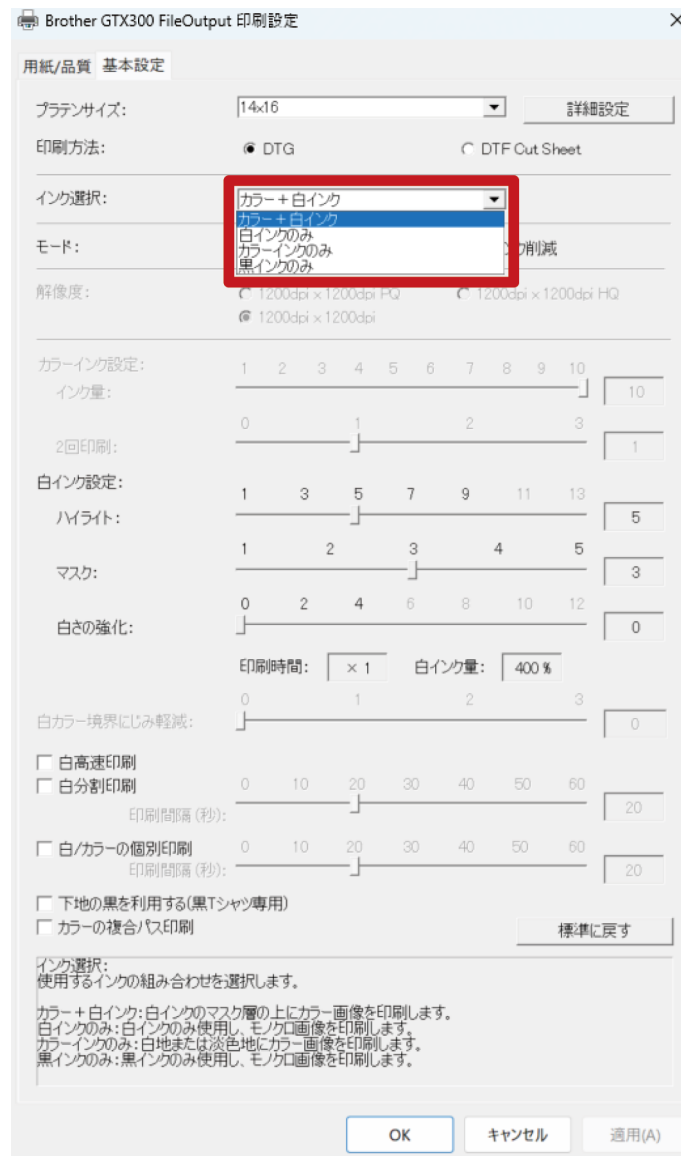 Brother GTX300 FileOutput 印刷設定
用紙/品質 基本設定
プラテンサイズ: 14x16 詳細設定
印刷方法: DTG DTF Cut Sheet
インク選択: カラー+白インク
カラー+白インク
白インクのみ
カラーインクのみ
黒インクのみ
モード: 削減
解像度: 1200dpi×1200dpi PQ 1200dpi×1200dpi HQ
1200dpi×1200dpi
カラーインク設定: 1 2 3 4 5 6 7 8 9 10
インク量: 10
0 1 2 3
2回印刷: 1
白インク設定:
1 3 5 7 9 11 13
ハイライト: 5
1 2 3 4 5
マスク: 3
0 2 4 6 8 10 12
白さの強化: 0
印刷時間: ×1 白インク量: 400%
0 1 2 3
白カラー境界にじみ軽減: 0
白高速印刷
白分割印刷 0 10 20 30 40 50 60
印刷間隔(秒): 20
白/カラーの個別印刷 0 10 20 30 40 50 60
印刷間隔(秒): 20
下地の黒を利用する(黒Tシャツ専用)
カラーの複合パス印刷 標準に戻す
インク選択:
使用するインクの組み合わせを選択します。
カラー+白インク:白インクのマスク層の上にカラー画像を印刷します。
白インクのみ:白インクのみ使用し、モノクロ画像を印刷します。
カラーインクのみ:白地または淡色地にカラー画像を印刷します。
黒インクのみ:黒インクのみ使用し、モノクロ画像を印刷します。
OK キャンセル 適用(A)